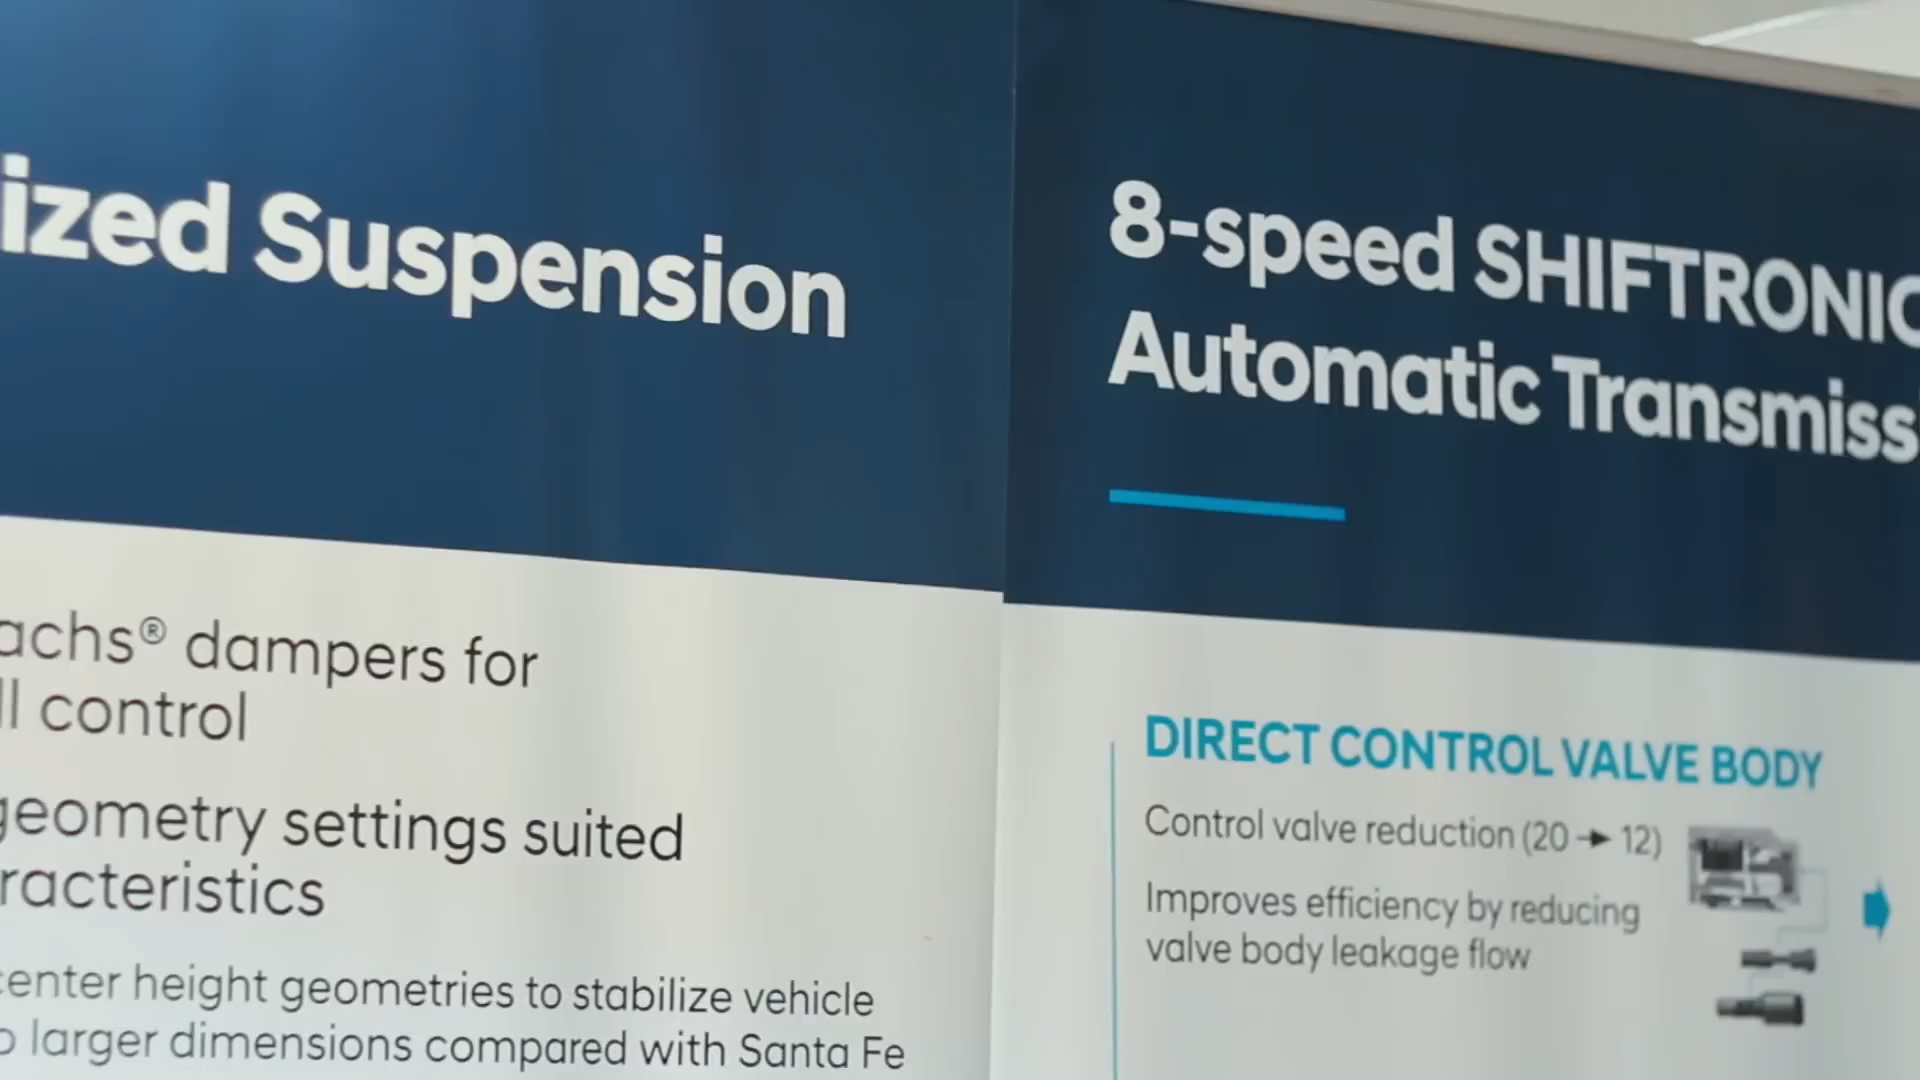 ized Suspension
achs® dampers for
ll control
geometry settings suited
racteristics
center height geometries to stabilize vehicle
o larger dimensions compared with Santa Fe
8-speed SHIFTRONIC
Automatic Transmiss
DIRECT CONTROL VALVE BODY
Control valve reduction (20 → 12)
Improves efficiency by reducing
valve body leakage flow